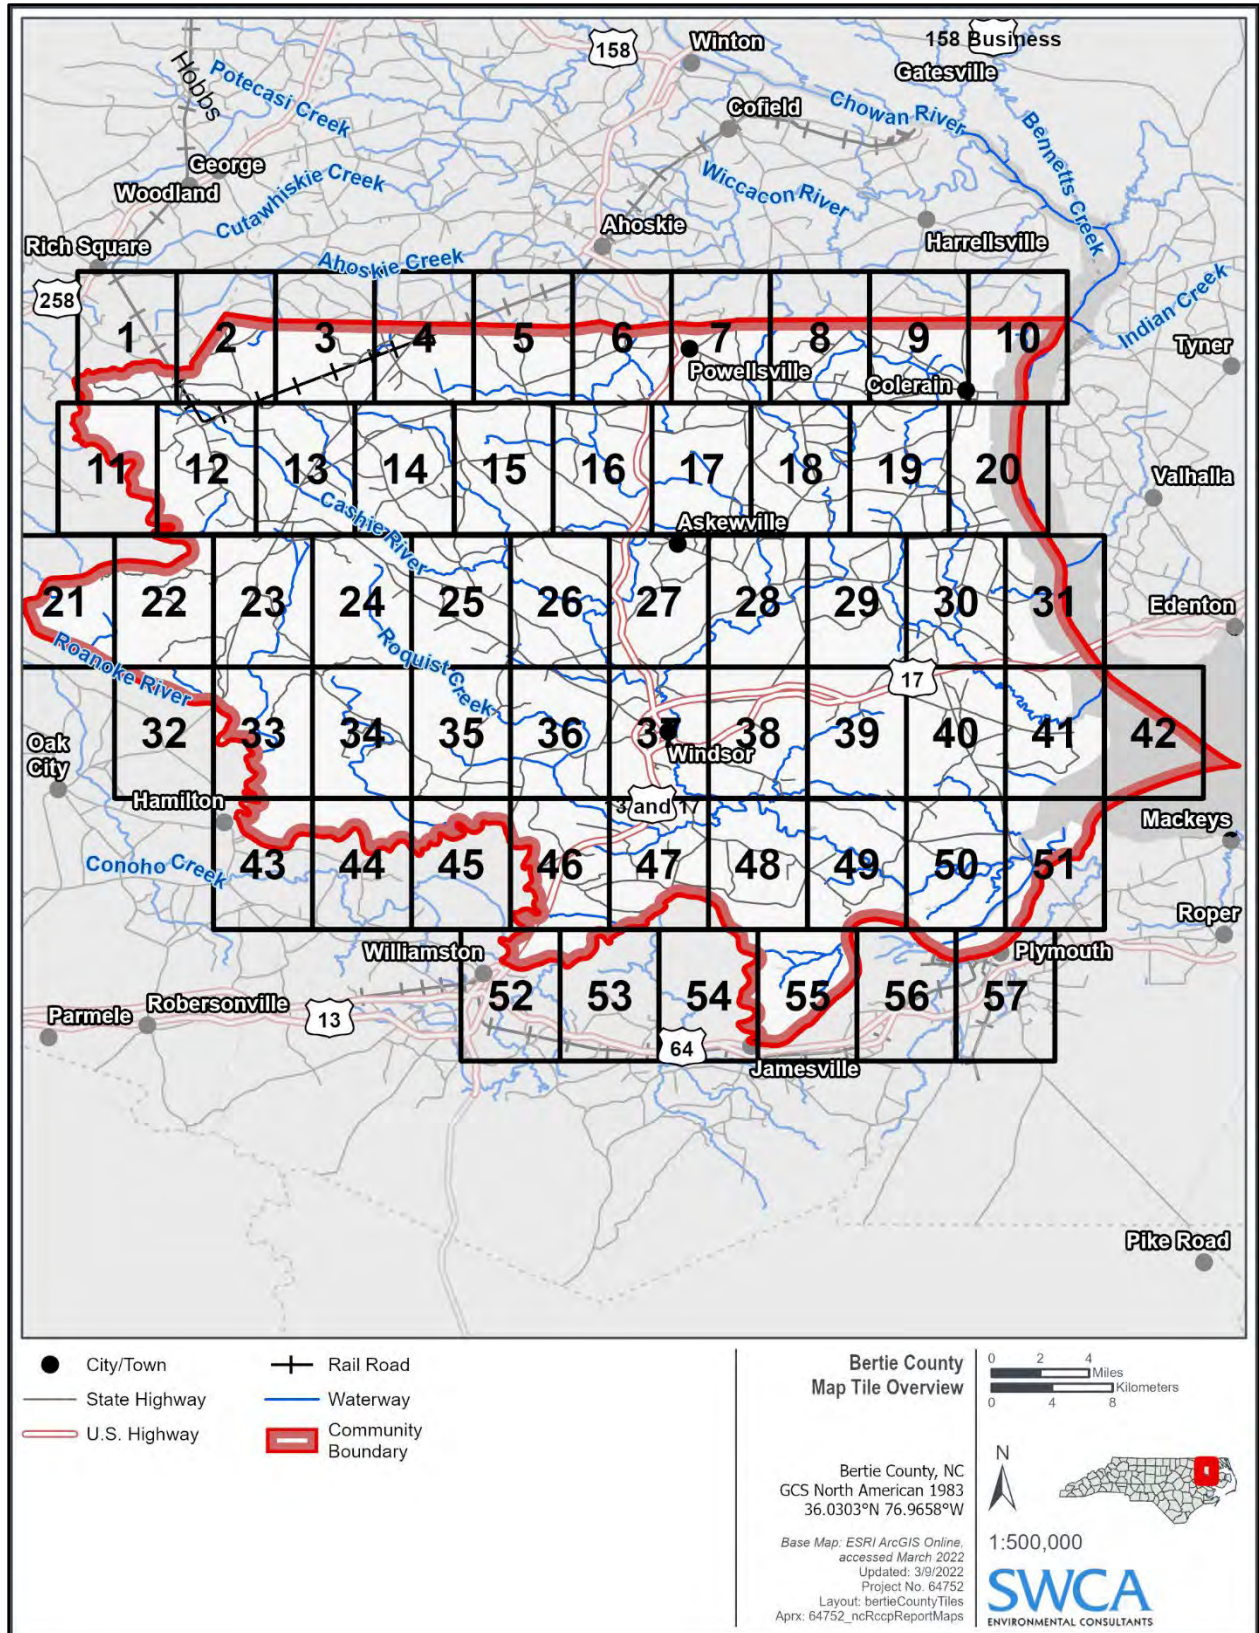 158
Winton
158 Business
Gatesville
Hobbs
Potecasi Creek
Cofield
Chowan River
Bennetts Creek
George
Woodland
Cutawhiskie Creek
Wiccacon River
Rich Square
Ahoskie
Harrellsville
Ahoskie Creek
Indian Creek
258
Tyner
1
2
3
4
5
6
7
8
9
10
Powellsville
Colerain
11
12
13
14
15
16
17
18
19
20
Valhalla
Cashie River
Askewville
21
22
23
24
25
26
27
28
29
30
31
Edenton
Roanoke River
Roquist Creek
17
32
33
34
35
36
37
38
39
40
41
42
Oak
City
Windsor
Hamilton
13 and 17
Mackeys
Conoho Creek
43
44
45
46
47
48
49
50
51
Roper
Williamston
Plymouth
52
53
54
55
56
57
Parmele
Robersonville
13
64
Jamesville
Pike Road
City/Town
State Highway
U.S. Highway
Rail Road
Waterway
Community
Boundary
Bertie County
Map Tile Overview
0 2 4
Miles
Kilometers
0 4 8
N
Bertie County, NC
GCS North American 1983
36.0303°N 76.9658°W
Base Map: ESRI ArcGIS Online,
accessed March 2022
Updated: 3/9/2022
Project No. 64752
Layout: bertieCountyTiles
Aprx: 64752_ncRccpReportMaps
1:500,000
SWCA
ENVIRONMENTAL CONSULTANTS